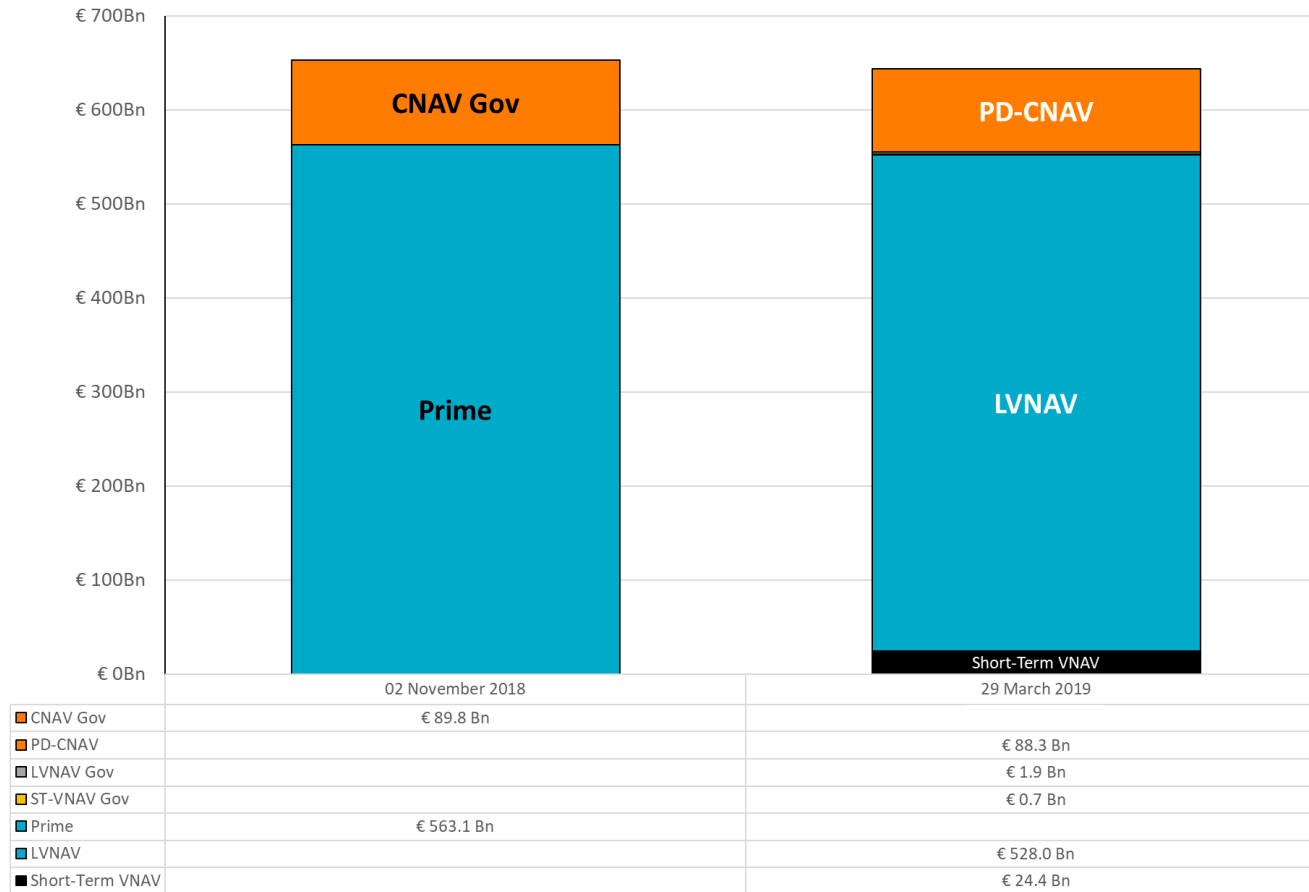 € 700Bn
€ 600Bn
€ 500Bn
€ 400Bn
€ 300Bn
€ 200Bn
€ 100Bn
€ 0Bn
CNAV Gov
Prime
PD-CNAV
LVNAV
Short-Term VNAV
02 November 2018 29 March 2019
CNAV Gov € 89.8 Bn
PD-CNAV € 88.3 Bn
LVNAV Gov € 1.9 Bn
ST-VNAV Gov € 0.7 Bn
Prime € 563.1 Bn
LVNAV € 528.0 Bn
Short-Term VNAV € 24.4 Bn